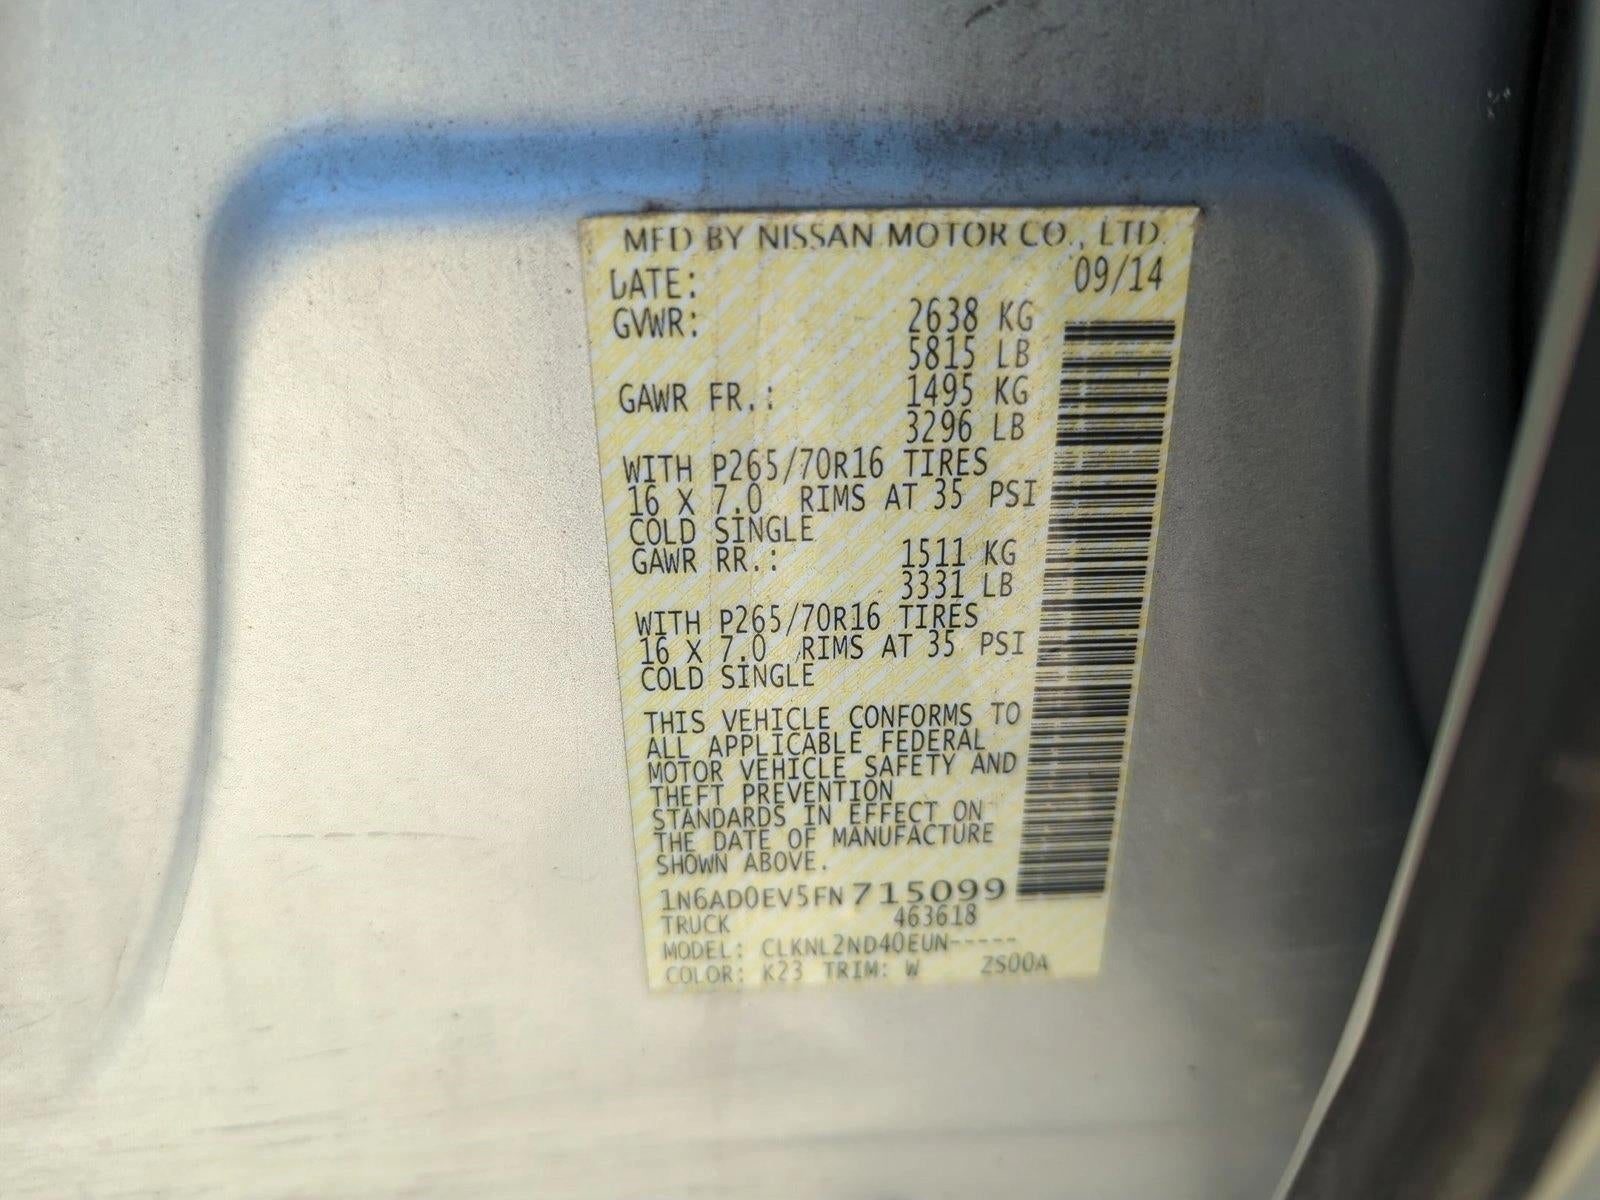 MFD BY NISSAN MOTOR CO., LTD.
DATE: 09/14
GVWR: 2638 KG
5815 LB
GAWR FR.: 1495 KG
3296 LB
WITH P265/70R16 TIRES
16 X 7.0 RIMS AT 35 PSI
COLD SINGLE
GAWR RR.: 1511 KG
3331 LB
WITH P265/70R16 TIRES
16 X 7.0 RIMS AT 35 PSI
COLD SINGLE
THIS VEHICLE CONFORMS TO
ALL APPLICABLE FEDERAL
MOTOR VEHICLE SAFETY AND
THEFT PREVENTION
STANDARDS IN EFFECT ON
THE DATE OF MANUFACTURE
SHOWN ABOVE.
1N6AD0EV5FN715099
TRUCK 463618
MODEL: CLKNL2ND40EUN-----
COLOR: K23 TRIM: W ZS00A